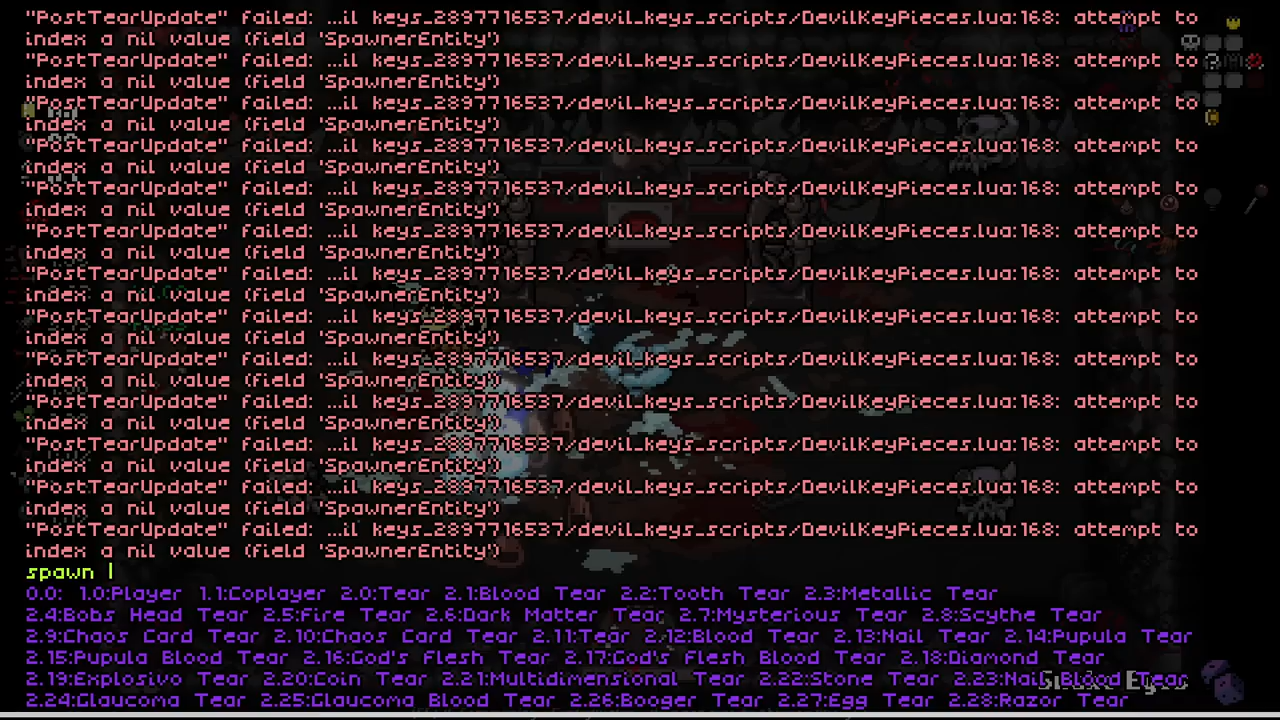 "PostTearUpdate" failed: ...il keys_2897716537/devil_keys_scripts/DevilKeyPieces.lua:168: attempt to
index a nil value (field 'SpawnerEntity')
"PostTearUpdate" failed: ...il keys_2897716537/devil_keys_scripts/DevilKeyPieces.lua:168: attempt to
index a nil value (field 'SpawnerEntity')
"PostTearUpdate" failed: ...il keys_2897716537/devil_keys_scripts/DevilKeyPieces.lua:168: attempt to
index a nil value (field 'SpawnerEntity')
"PostTearUpdate" failed: ...il keys_2897716537/devil_keys_scripts/DevilKeyPieces.lua:168: attempt to
index a nil value (field 'SpawnerEntity')
"PostTearUpdate" failed: ...il keys_2897716537/devil_keys_scripts/DevilKeyPieces.lua:168: attempt to
index a nil value (field 'SpawnerEntity')
"PostTearUpdate" failed: ...il keys_2897716537/devil_keys_scripts/DevilKeyPieces.lua:168: attempt to
index a nil value (field 'SpawnerEntity')
"PostTearUpdate" failed: ...il keys_2897716537/devil_keys_scripts/DevilKeyPieces.lua:168: attempt to
index a nil value (field 'SpawnerEntity')
"PostTearUpdate" failed: ...il keys_2897716537/devil_keys_scripts/DevilKeyPieces.lua:168: attempt to
index a nil value (field 'SpawnerEntity')
"PostTearUpdate" failed: ...il keys_2897716537/devil_keys_scripts/DevilKeyPieces.lua:168: attempt to
index a nil value (field 'SpawnerEntity')
"PostTearUpdate" failed: ...il keys_2897716537/devil_keys_scripts/DevilKeyPieces.lua:168: attempt to
index a nil value (field 'SpawnerEntity')
"PostTearUpdate" failed: ...il keys_2897716537/devil_keys_scripts/DevilKeyPieces.lua:168: attempt to
index a nil value (field 'SpawnerEntity')
"PostTearUpdate" failed: ...il keys_2897716537/devil_keys_scripts/DevilKeyPieces.lua:168: attempt to
index a nil value (field 'SpawnerEntity')
"PostTearUpdate" failed: ...il keys_2897716537/devil_keys_scripts/DevilKeyPieces.lua:168: attempt to
index a nil value (field 'SpawnerEntity')
spawn |
0.0: 1.0:Player 1.1:Coplayer 2.0:Tear 2.1:Blood Tear 2.2:Tooth Tear 2.3:Metallic Tear
2.4:Bobs Head Tear 2.5:Fire Tear 2.6:Dark Matter Tear 2.7:Mysterious Tear 2.8:Scythe Tear
2.9:Chaos Card Tear 2.10:Chaos Card Tear 2.11:Tear 2.12:Blood Tear 2.13:Nail Tear 2.14:Pupula Tear
2.15:Pupula Blood Tear 2.16:God's Flesh Tear 2.17:God's Flesh Blood Tear 2.18:Diamond Tear
2.19:Explosivo Tear 2.20:Coin Tear 2.21:Multidimensional Tear 2.22:Stone Tear 2.23:Nail Blood Tear
2.24:Glaucoma Tear 2.25:Glaucoma Blood Tear 2.26:Booger Tear 2.27:Egg Tear 2.28:Razor Tear